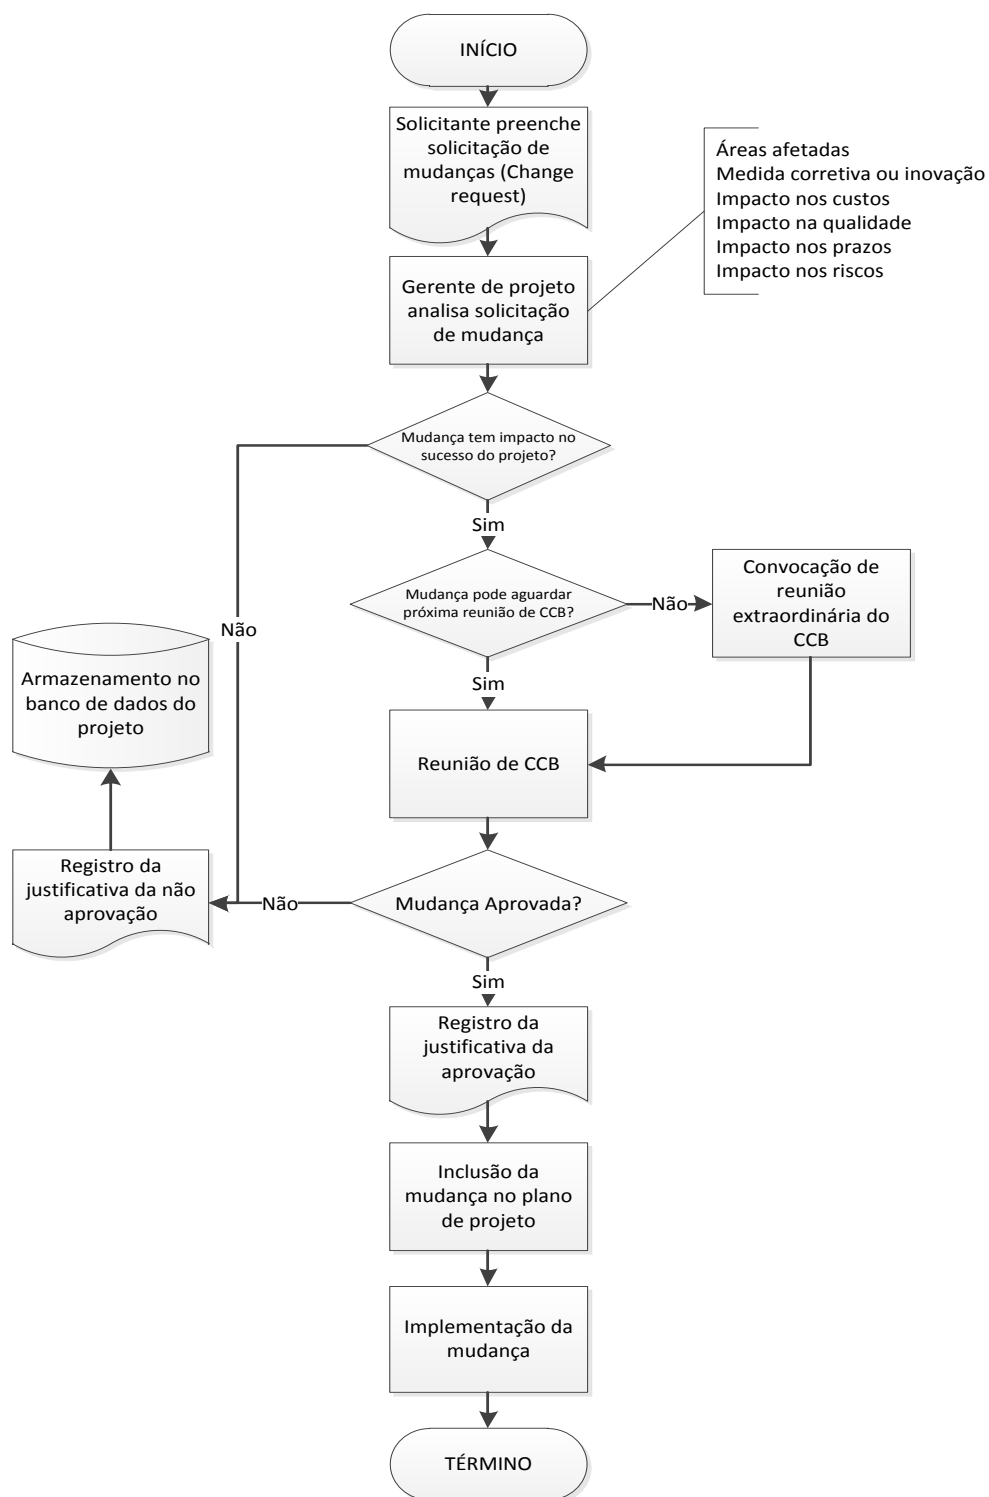 INÍCIO
Solicitante preenche
solicitação de
mudanças (Change
request)
Áreas afetadas
Medida corretiva ou inovação
Impacto nos custos
Impacto na qualidade
Impacto nos prazos
Impacto nos riscos
Gerente de projeto
analisa solicitação
de mudança
Mudança tem impacto no
sucesso do projeto?
Sim
Não
Mudança pode aguardar
próxima reunião de CCB?
Não
Convocação de
reunião
extraordinária do
CCB
Sim
Armazenamento no
banco de dados do
projeto
Reunião de CCB
Registro da
justificativa da não
aprovação
Não
Mudança Aprovada?
Sim
Registro da
justificativa da
aprovação
Inclusão da
mudança no plano
de projeto
Implementação da
mudança
TÉRMINO